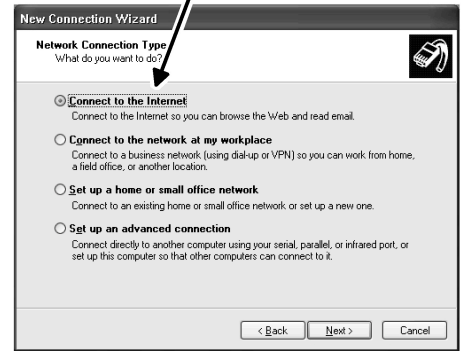 New Connection Wizard
Network Connection Type
What do you want to do?
Connect to the Internet
Connect to the Internet so you can browse the Web and read email.
Connect to the network at my workplace
Connect to a business network (using dial-up or VPN) so you can work from home,
a field office, or another location.
Set up a home or small office network
Connect to an existing home or small office network or set up a new one.
Set up an advanced connection
Connect directly to another computer using your serial, parallel, or infrared port, or
set up this computer so that other computers can connect to it.
< Back
Next >
Cancel